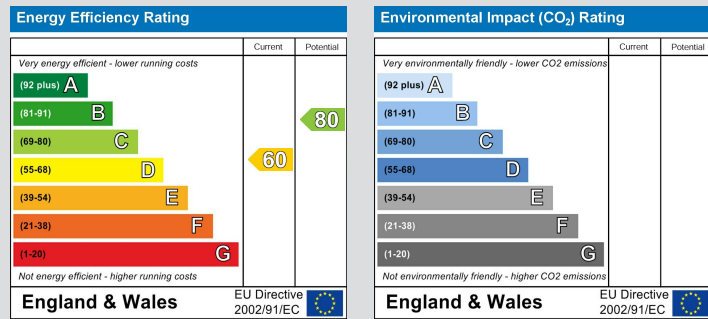 Energy Efficiency Rating
Current Potential
Very energy efficient - lower running costs
(92 plus) A
(81-91) B
80
(69-80) C
60
(55-68) D
(39-54) E
(21-38) F
(1-20) G
Not energy efficient - higher running costs
England & Wales
EU Directive
2002/91/EC
Environmental Impact (CO₂) Rating
Current Potential
Very environmentally friendly - lower CO2 emissions
(92 plus) A
(81-91) B
(69-80) C
(55-68) D
(39-54) E
(21-38) F
(1-20) G
Not environmentally friendly - higher CO2 emissions
England & Wales
EU Directive
2002/91/EC